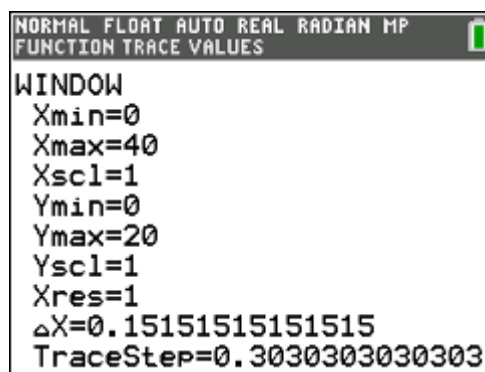 NORMAL FLOAT AUTO REAL RADIAN MP
FUNCTION TRACE VALUES
WINDOW
Xmin=0
Xmax=40
Xscl=1
Ymin=0
Ymax=20
Yscl=1
Xres=1
△X=0.15151515151515
TraceStep=0.3030303030303